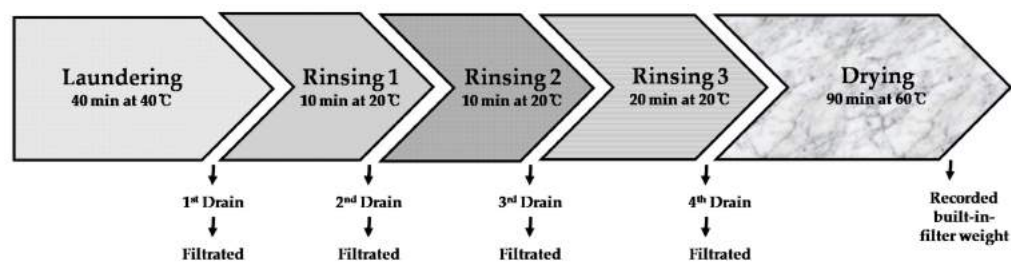 Laundering
40 min at 40℃
Rinsing 1
10 min at 20℃
Rinsing 2
10 min at 20℃
Rinsing 3
20 min at 20℃
Drying
90 min at 60℃
1st Drain
2nd Drain
3rd Drain
4th Drain
Filtrated
Filtrated
Filtrated
Filtrated
Recorded
built-in-
filter weight